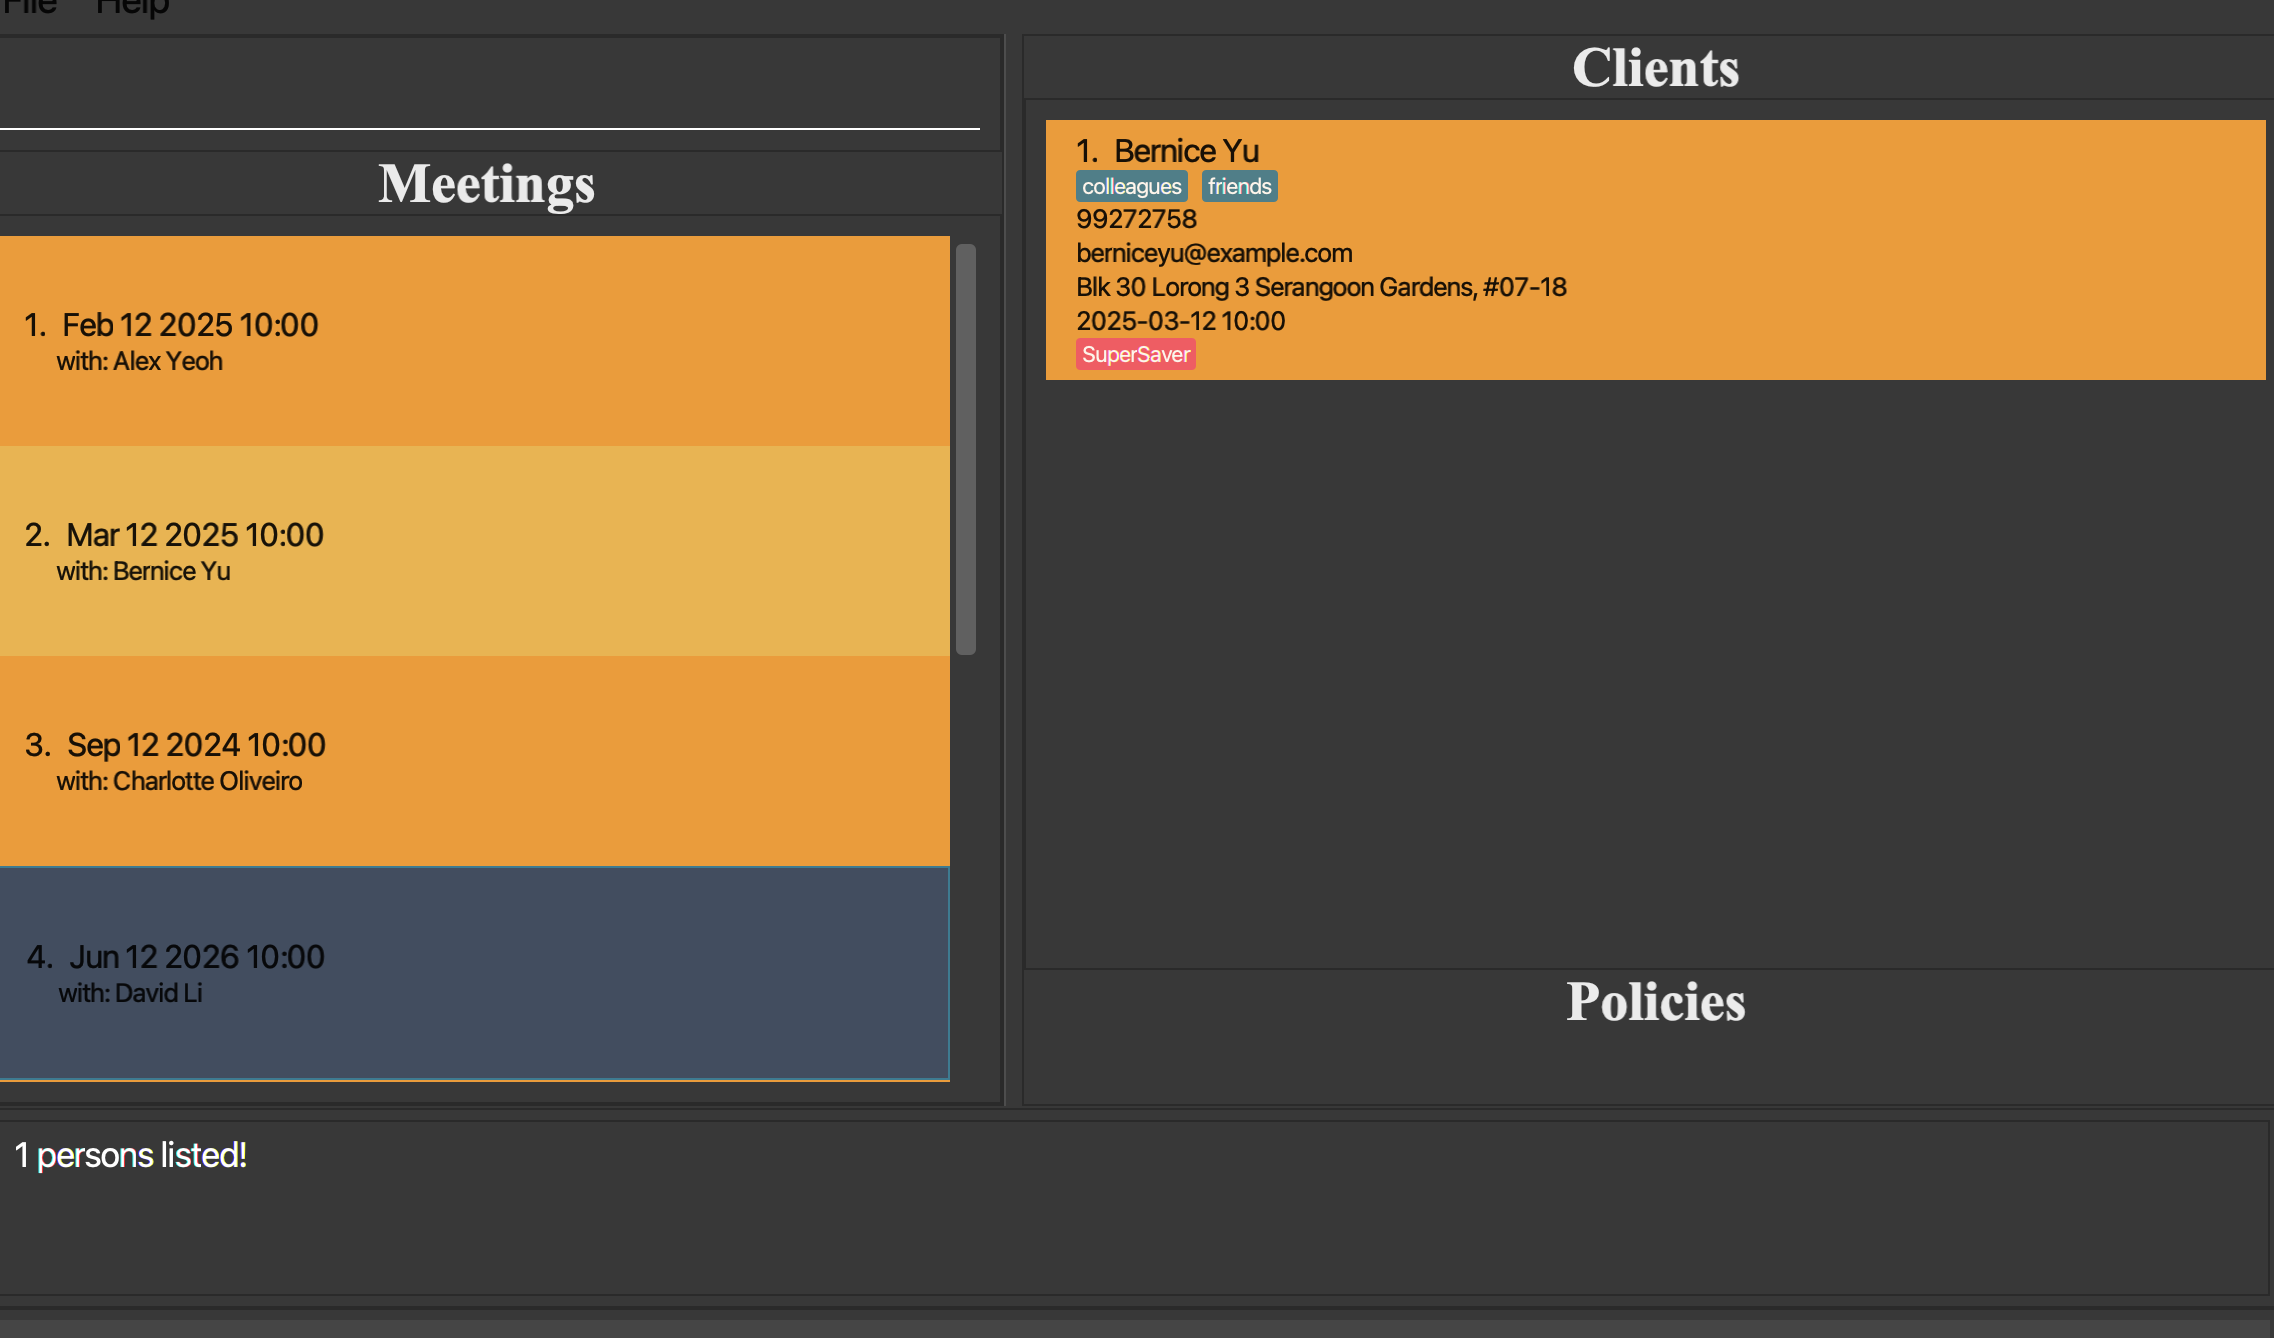 File Help
Meetings
1. Feb 12 2025 10:00
with: Alex Yeoh
2. Mar 12 2025 10:00
with: Bernice Yu
3. Sep 12 2024 10:00
with: Charlotte Oliveiro
4. Jun 12 2026 10:00
with: David Li
Clients
1. Bernice Yu
colleagues friends
99272758
berniceyu@example.com
Blk 30 Lorong 3 Serangoon Gardens, #07-18
2025-03-12 10:00
SuperSaver
Policies
1 persons listed!